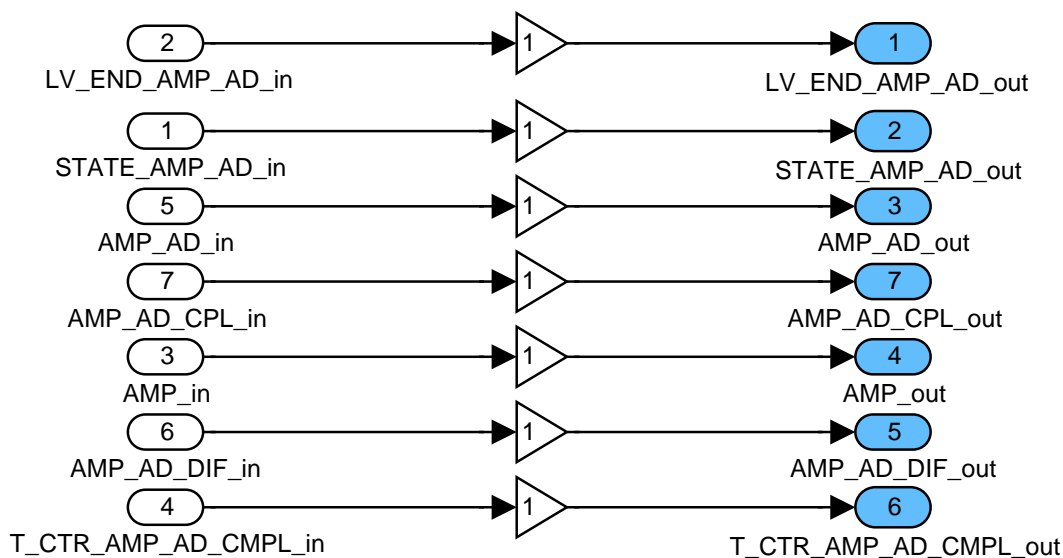 2 1 1
LV_END_AMP_AD_in LV_END_AMP_AD_out
1 1 2
STATE_AMP_AD_in STATE_AMP_AD_out
5 1 3
AMP_AD_in AMP_AD_out
7 1 7
AMP_AD_CPL_in AMP_AD_CPL_out
3 1 4
AMP_in AMP_out
6 1 5
AMP_AD_DIF_in AMP_AD_DIF_out
4 1 6
T_CTR_AMP_AD_CMPL_in T_CTR_AMP_AD_CMPL_out